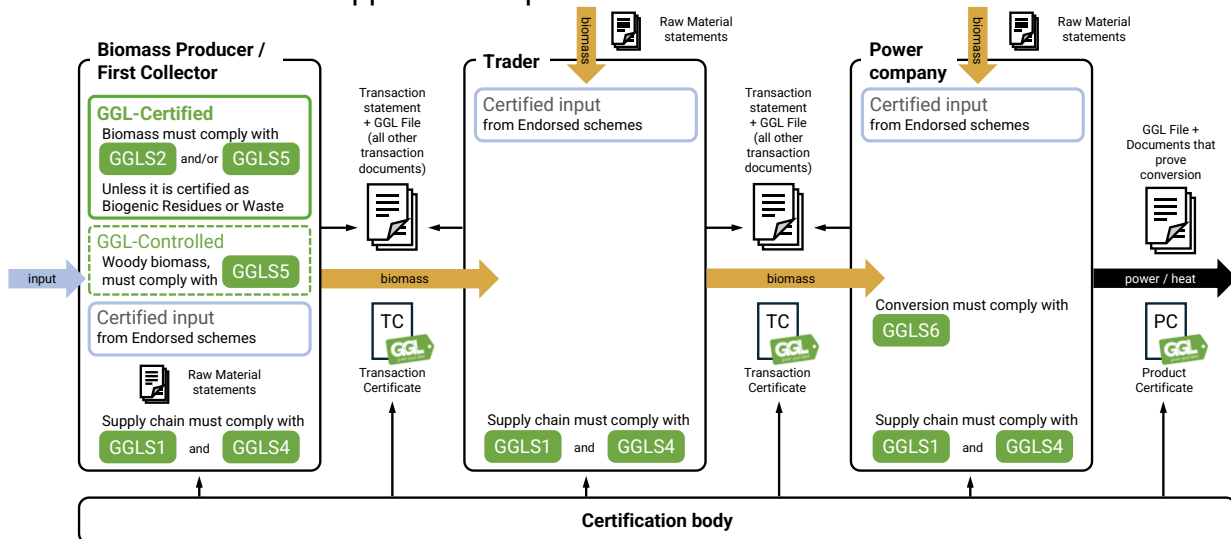 biomass
Raw Material
statements
biomass
Raw Material
statements
Biomass Producer /
First Collector
GGL-Certified
Biomass must comply with
GGLS2 and/or GGLS5
Unless it is certified as
Biogenic Residues or Waste
GGL-Controlled
Woody biomass,
must comply with GGLS5
input
Certified input
from Endorsed schemes
Raw Material
statements
Supply chain must comply with
GGLS1 and GGLS4
Transaction
statement
+ GGL File
(all other
transaction
documents)
biomass
TC
GGL
Transaction
Certificate
Trader
Certified input
from Endorsed schemes
Supply chain must comply with
GGLS1 and GGLS4
Transaction
statement
+ GGL File
(all other
transaction
documents)
biomass
TC
GGL
Transaction
Certificate
Power
company
Certified input
from Endorsed schemes
Conversion must comply with
GGLS6
Supply chain must comply with
GGLS1 and GGLS4
GGL File +
Documents that
prove
conversion
power / heat
PC
GGL
Product
Certificate
Certification body